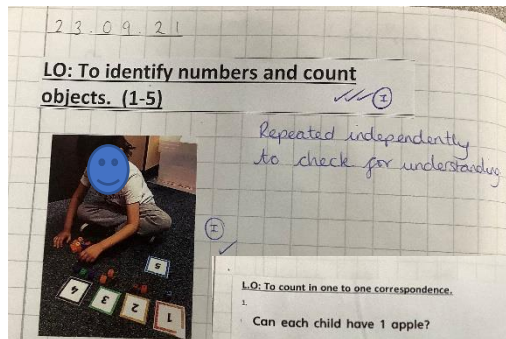 23.09.21
LO: To identify numbers and count
objects. (1-5)
I
Repeated independently
to check for understanding
I
5
4
3
2
1
L.O: To count in one to one correspondence.
1.
Can each child have 1 apple?